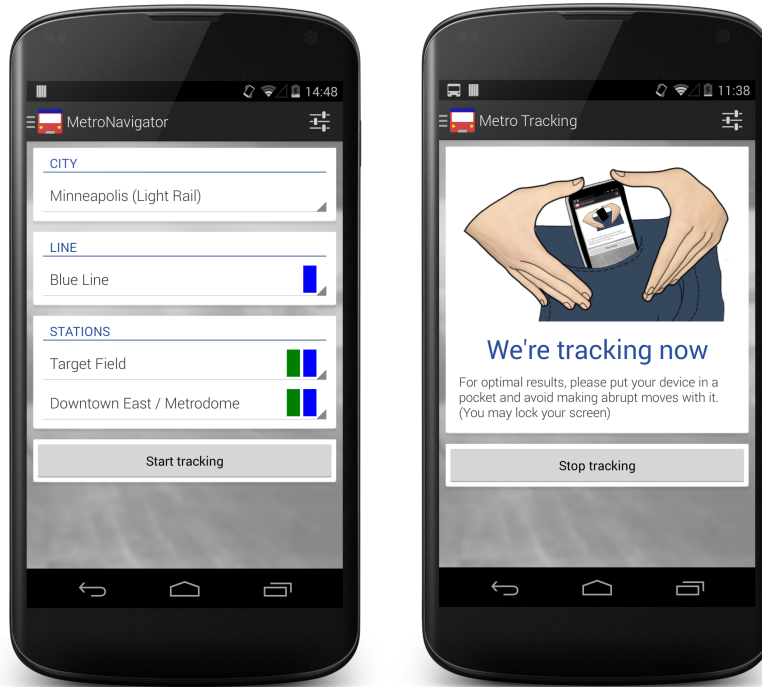 14:48
MetroNavigator
CITY
Minneapolis (Light Rail)
LINE
Blue Line
STATIONS
Target Field
Downtown East / Metrodome
Start tracking
11:38
Metro Tracking
We're tracking now
For optimal results, please put your device in a
pocket and avoid making abrupt moves with it.
(You may lock your screen)
Stop tracking